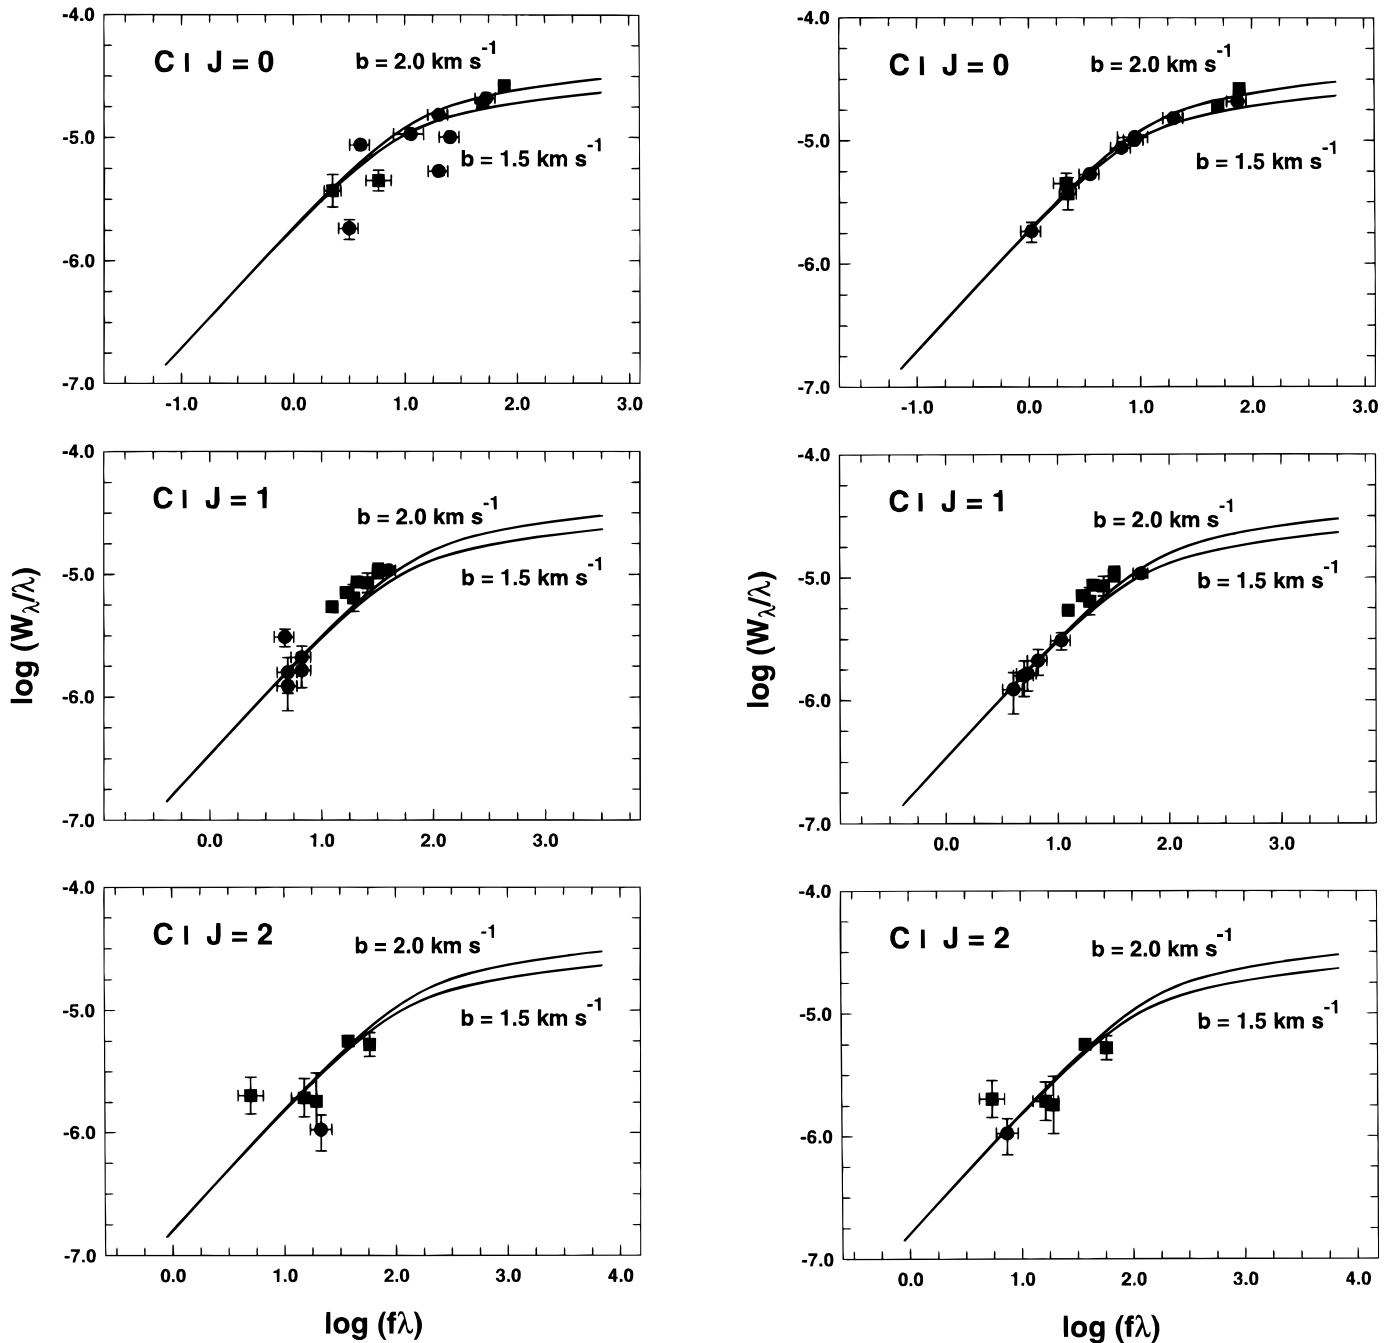 C I J = 0
b = 2.0 km s⁻¹
b = 1.5 km s⁻¹
-4.0
-5.0
-6.0
-7.0
-1.0 0.0 1.0 2.0 3.0
C I J = 0
b = 2.0 km s⁻¹
b = 1.5 km s⁻¹
-4.0
-5.0
-6.0
-7.0
-1.0 0.0 1.0 2.0 3.0
C I J = 1
b = 2.0 km s⁻¹
b = 1.5 km s⁻¹
-4.0
-5.0
-6.0
-7.0
0.0 1.0 2.0 3.0
log (Wλ/λ)
C I J = 1
b = 2.0 km s⁻¹
b = 1.5 km s⁻¹
-4.0
-5.0
-6.0
-7.0
0.0 1.0 2.0 3.0
log (Wλ/λ)
C I J = 2
b = 2.0 km s⁻¹
b = 1.5 km s⁻¹
-4.0
-5.0
-6.0
-7.0
0.0 1.0 2.0 3.0 4.0
log (fλ)
C I J = 2
b = 2.0 km s⁻¹
b = 1.5 km s⁻¹
-4.0
-5.0
-6.0
-7.0
0.0 1.0 2.0 3.0 4.0
log (fλ)